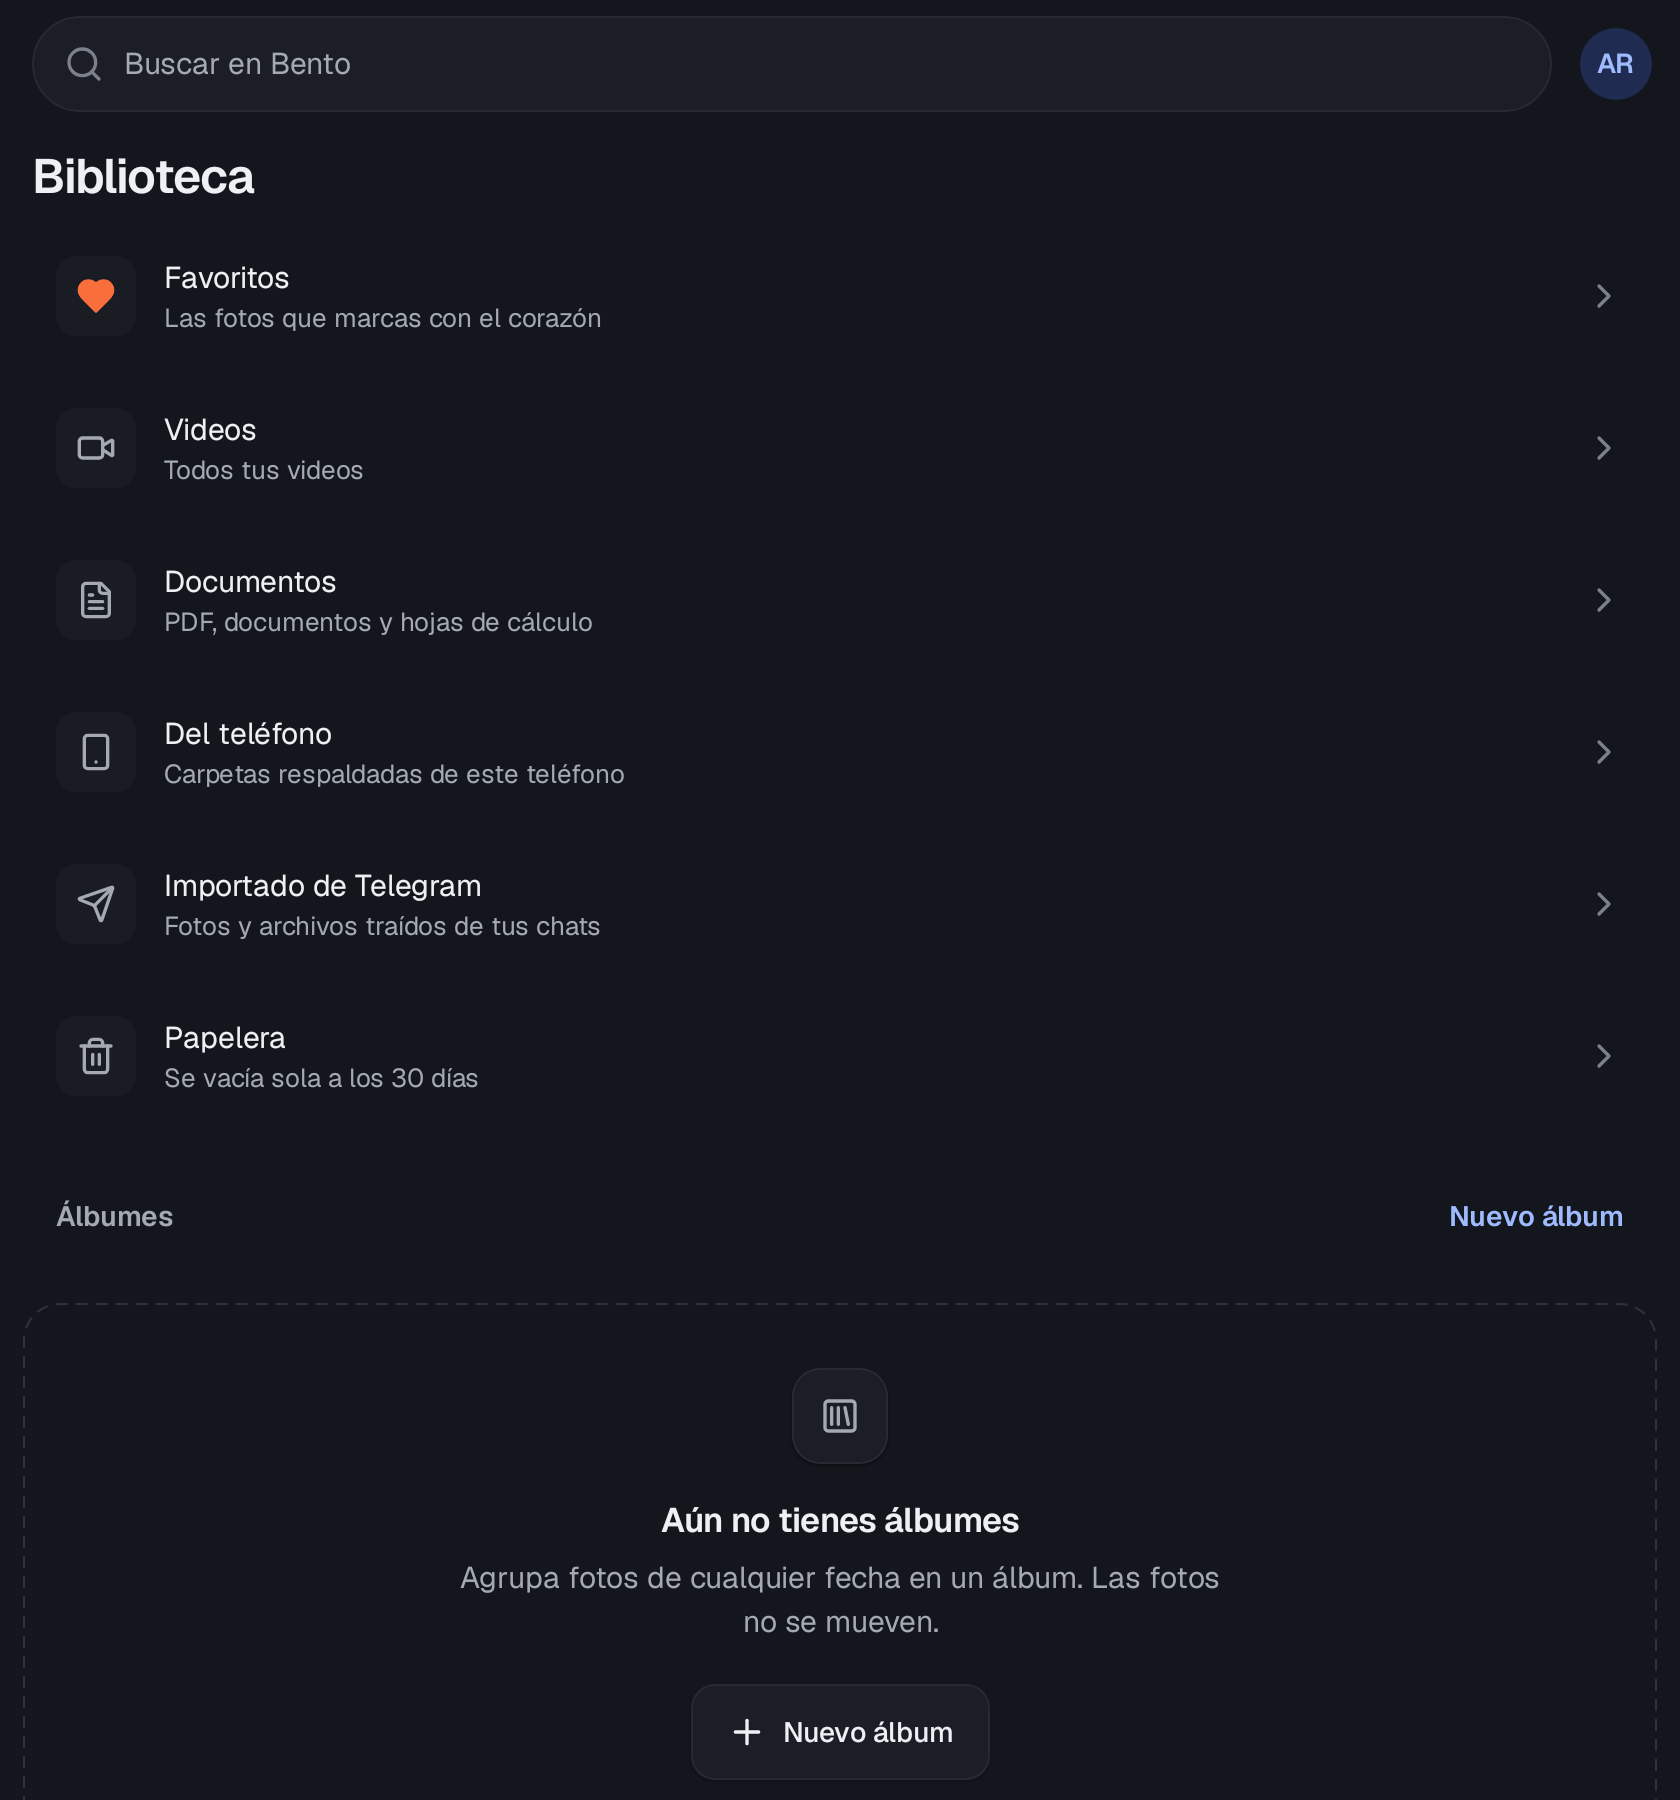 Buscar en Bento
AR
Biblioteca
Favoritos
Las fotos que marcas con el corazón
Videos
Todos tus videos
Documentos
PDF, documentos y hojas de cálculo
Del teléfono
Carpetas respaldadas de este teléfono
Importado de Telegram
Fotos y archivos traídos de tus chats
Papelera
Se vacía sola a los 30 días
Álbumes
Nuevo álbum
Aún no tienes álbumes
Agrupa fotos de cualquier fecha en un álbum. Las fotos
no se mueven.
Nuevo álbum